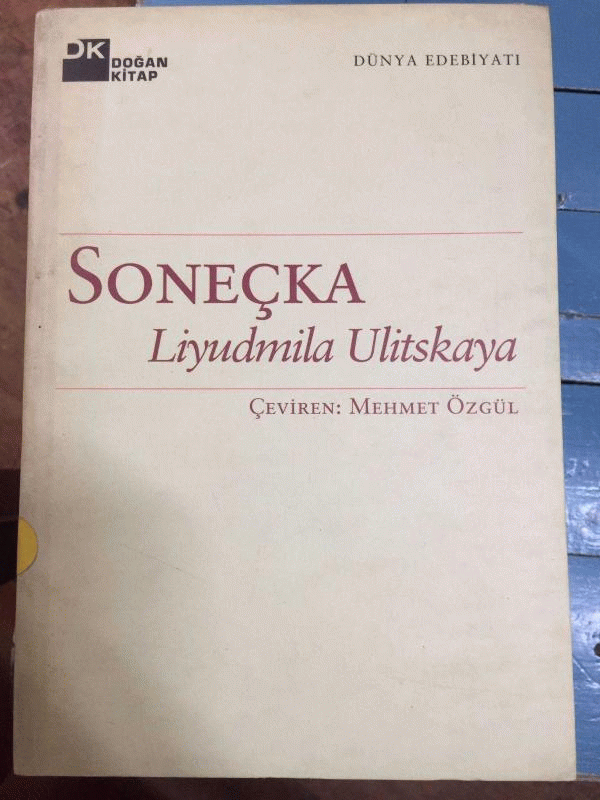 DK DOĞAN
KİTAP
DÜNYA EDEBİYATI
SONEÇKA
Liyudmila Ulitskaya
ÇEVİREN: MEHMET ÖZGÜL